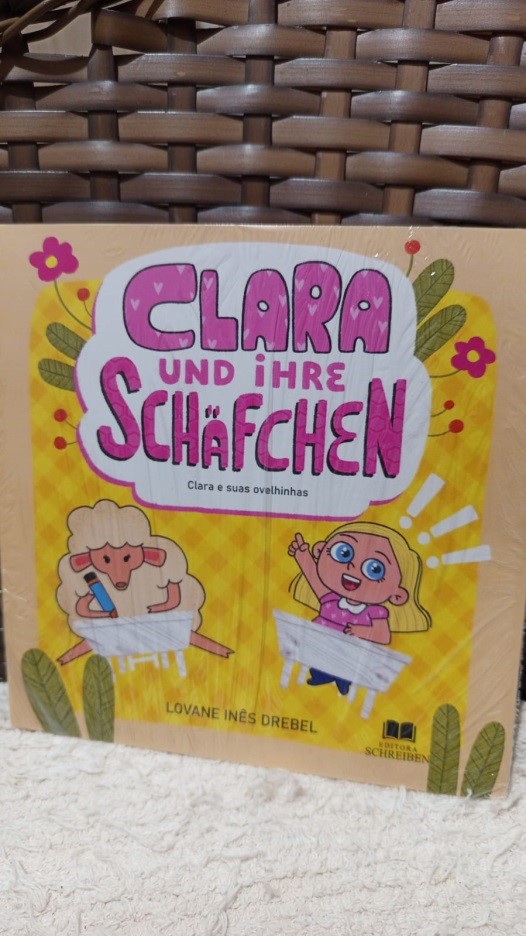 CLARA
UND iHRE
SCHÄFCHEN
Clara e suas ovelhinhas
LOVANE INÊS DREBEL
EDITORA
SCHREIBEN